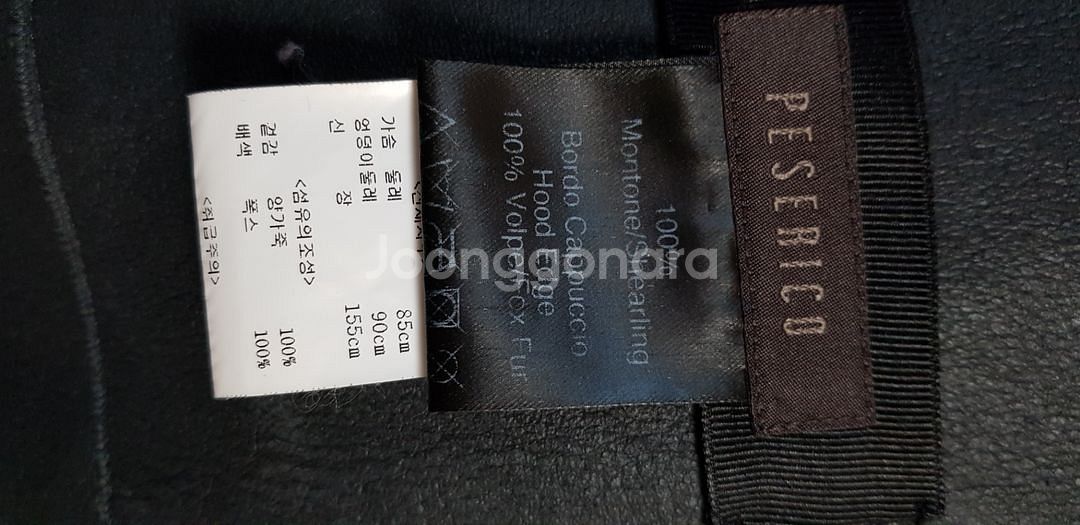 PESERICO
100%
Montone/Shearling
Bordo Cappuccio
Hood Edge
100% Volpe/Fox Fur
가슴 둘레 85cm
엉덩이둘레 90cm
신 장 155cm
<섬유의조성>
겉감 양가죽 100%
배색 폭스 100%
<취급주의>
Joonggonara